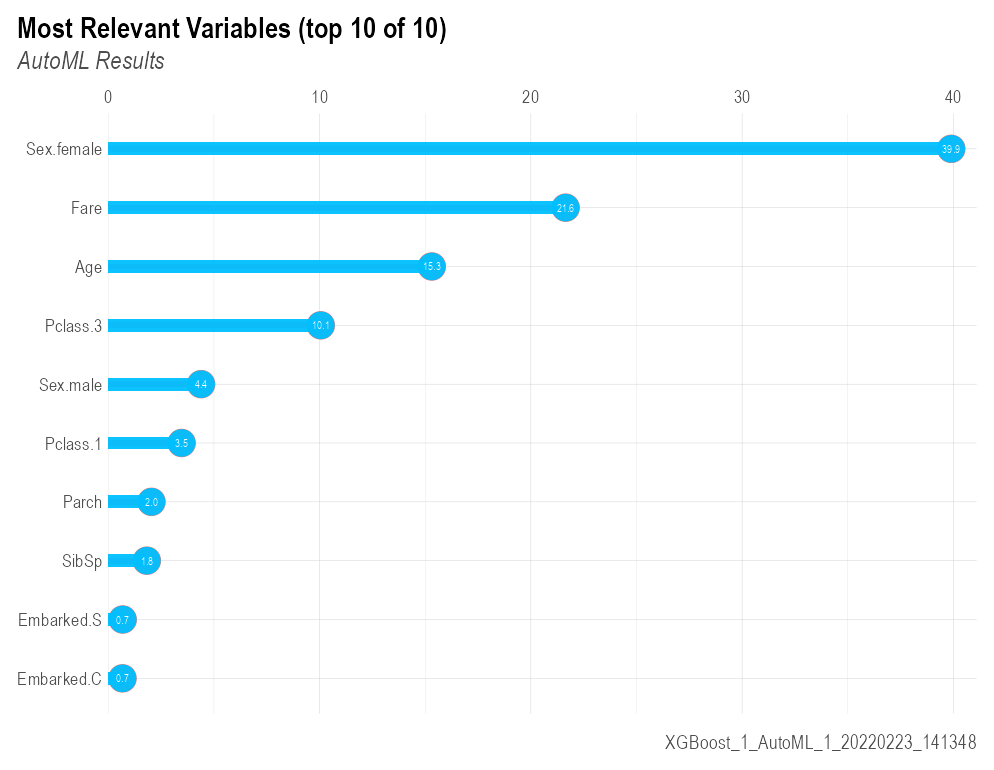 Most Relevant Variables (top 10 of 10)
AutoML Results
0 10 20 30 40
Sex.female 39.9
Fare 21.6
Age 15.3
Pclass.3 10.1
Sex.male 4.4
Pclass.1 3.5
Parch 2.0
SibSp 1.8
Embarked.S 0.7
Embarked.C 0.7
XGBoost_1_AutoML_1_20220223_141348